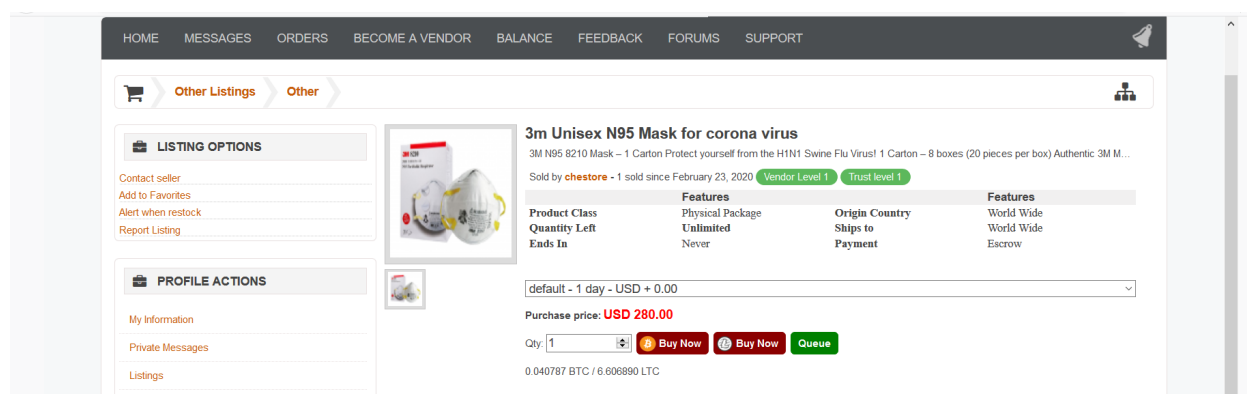 HOME MESSAGES ORDERS BECOME A VENDOR BALANCE FEEDBACK FORUMS SUPPORT
Other Listings Other
LISTING OPTIONS
Contact seller
Add to Favorites
Alert when restock
Report Listing
PROFILE ACTIONS
My Information
Private Messages
Listings
3m Unisex N95 Mask for corona virus
3M N95 8210 Mask – 1 Carton Protect yourself from the H1N1 Swine Flu Virus! 1 Carton – 8 boxes (20 pieces per box) Authentic 3M M...
Sold by chestore - 1 sold since February 23, 2020 Vendor Level 1 Trust level 1
Features Features
Product Class Physical Package Origin Country World Wide
Quantity Left Unlimited Ships to World Wide
Ends In Never Payment Escrow
default - 1 day - USD + 0.00
Purchase price: USD 280.00
Qty: 1 Buy Now Buy Now Queue
0.040787 BTC / 6.606890 LTC